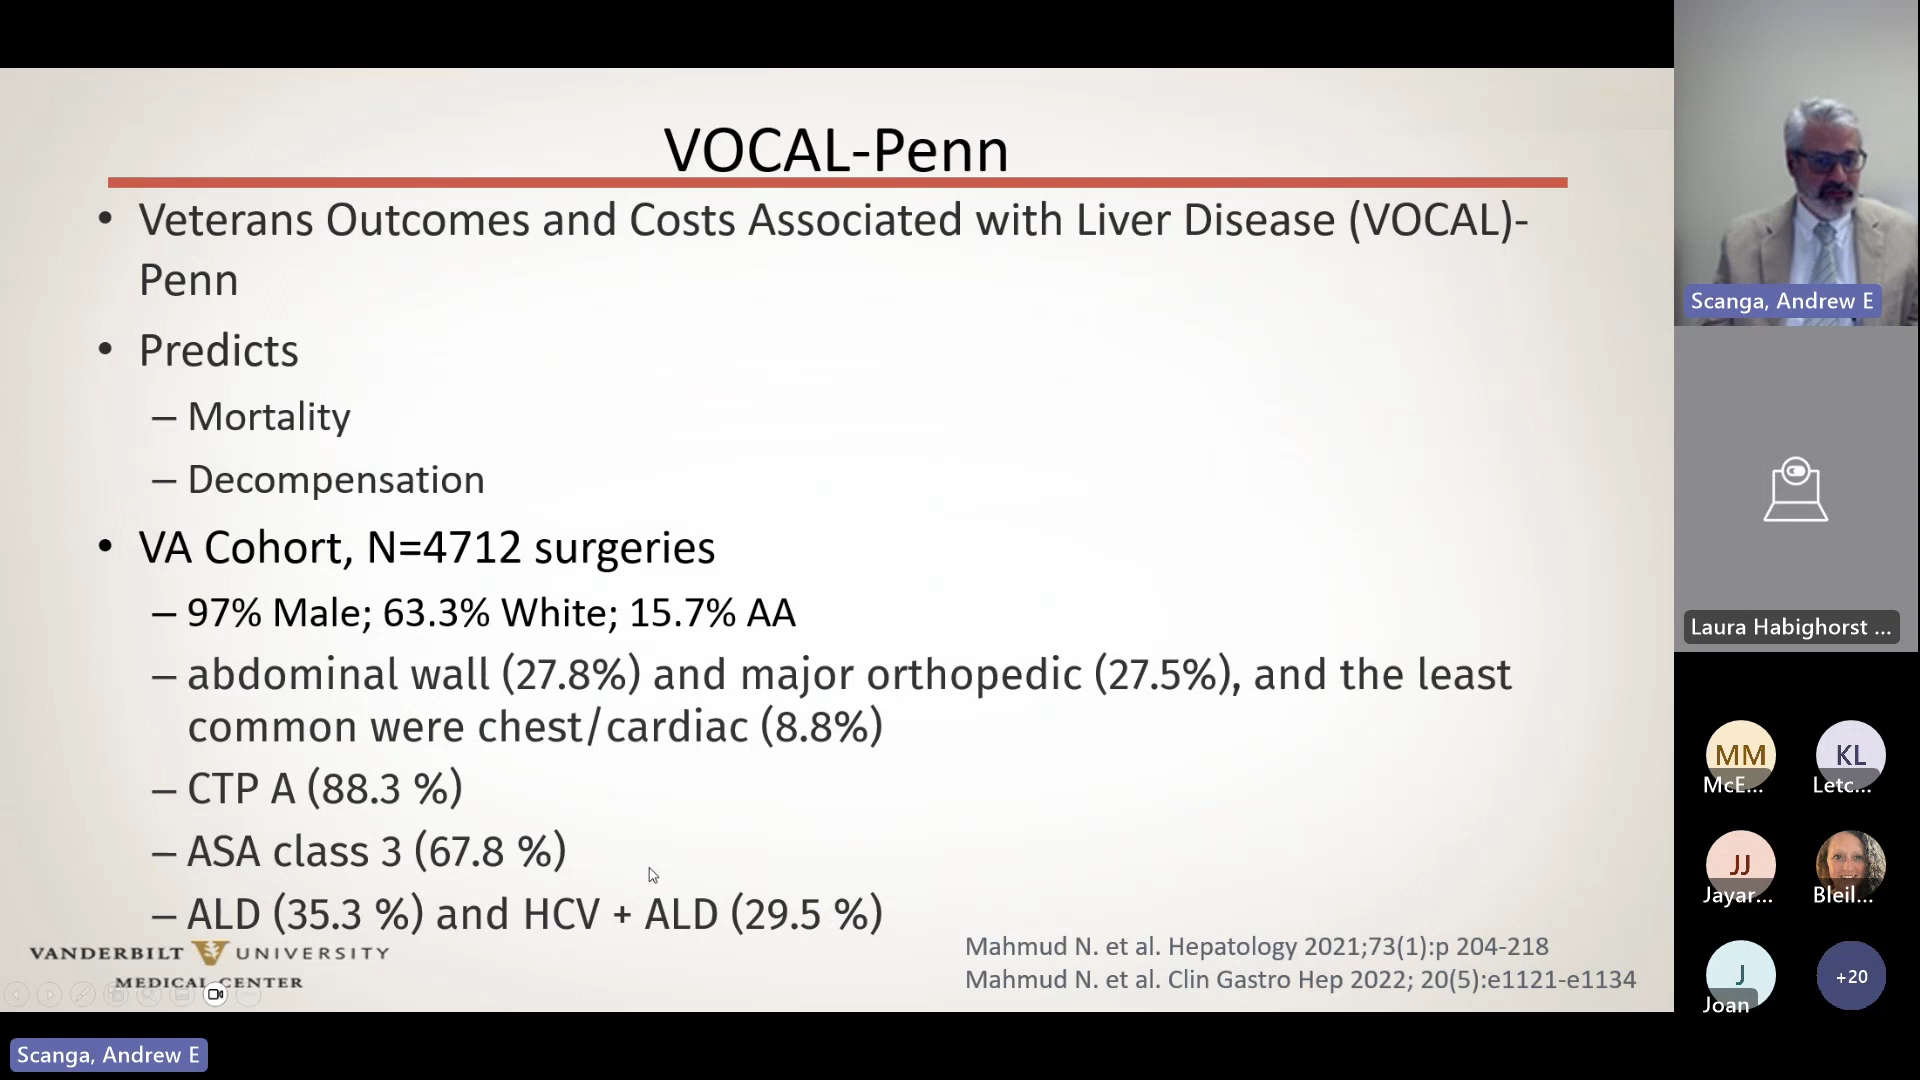 VOCAL-Penn
• Veterans Outcomes and Costs Associated with Liver Disease (VOCAL)-
Penn
• Predicts
– Mortality
– Decompensation
• VA Cohort, N=4712 surgeries
– 97% Male; 63.3% White; 15.7% AA
– abdominal wall (27.8%) and major orthopedic (27.5%), and the least
common were chest/cardiac (8.8%)
– CTP A (88.3 %)
– ASA class 3 (67.8 %)
– ALD (35.3 %) and HCV + ALD (29.5 %)
Mahmud N. et al. Hepatology 2021;73(1):p 204-218
Mahmud N. et al. Clin Gastro Hep 2022; 20(5):e1121-e1134
VANDERBILT UNIVERSITY
MEDICAL CENTER
Scanga, Andrew E
Scanga, Andrew E
Laura Habighorst ...
MM
McE...
KL
Letc...
JJ
Jayar...
Bleil...
J
Joan
+20